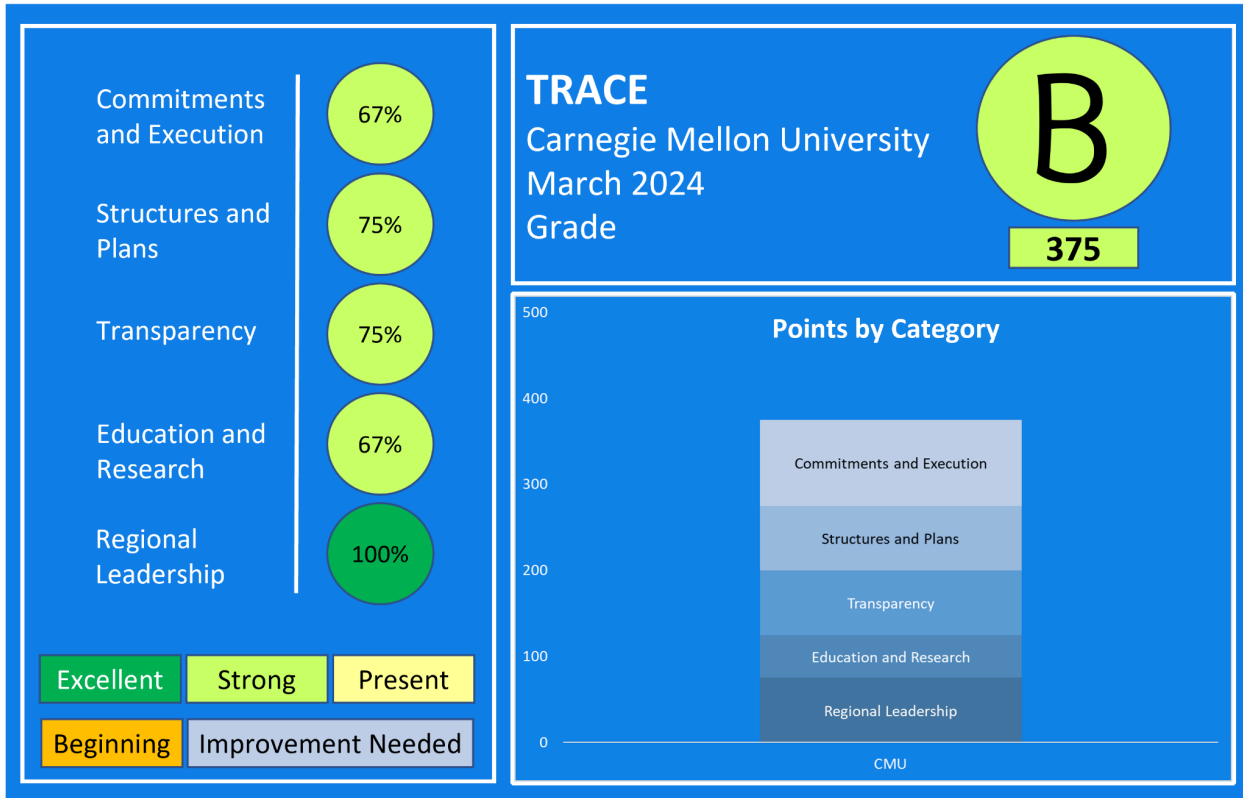 Commitments
and Execution
67%
Structures and
Plans
75%
Transparency
75%
Education and
Research
67%
Regional
Leadership
100%
Excellent
Strong
Present
Beginning
Improvement Needed
TRACE
Carnegie Mellon University
March 2024
Grade
B
375
Points by Category
500
400
300
200
100
0
Commitments and Execution
Structures and Plans
Transparency
Education and Research
Regional Leadership
CMU